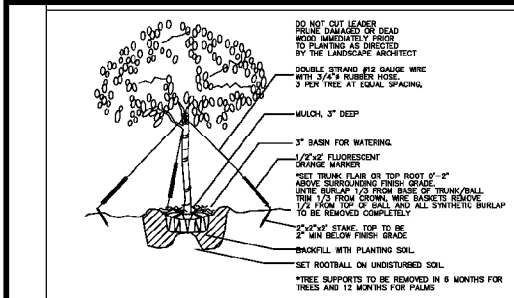 DO NOT CUT LEADER
PRUNE DAMAGED OR DEAD
WOOD IMMEDIATELY PRIOR
TO PLANTING AS DIRECTED
BY THE LANDSCAPE ARCHITECT
DOUBLE STRAND #12 GAUGE WIRE
WITH 3/4"ø RUBBER HOSE.
3 PER TREE AT EQUAL SPACING.
MULCH, 3" DEEP
3" BASIN FOR WATERING.
1/2"x2' FLUORESCENT
ORANGE MARKER
*SET TRUNK FLAIR OR TOP ROOT 0'-2"
ABOVE SURROUNDING FINISH GRADE.
UNTIE BURLAP 1/3 FROM BASE OF TRUNK/BALL
TRIM 1/3 FROM CROWN, WIRE BASKETS REMOVE
1/2 FROM TOP OF BALL AND ALL SYNTHETIC BURLAP
TO BE REMOVED COMPLETELY
2"x2"x2' STAKE. TOP TO BE
2" MIN BELOW FINISH GRADE
BACKFILL WITH PLANTING SOIL
SET ROOTBALL ON UNDISTURBED SOIL
*TREE SUPPORTS TO BE REMOVED IN 6 MONTHS FOR
TREES AND 12 MONTHS FOR PALMS